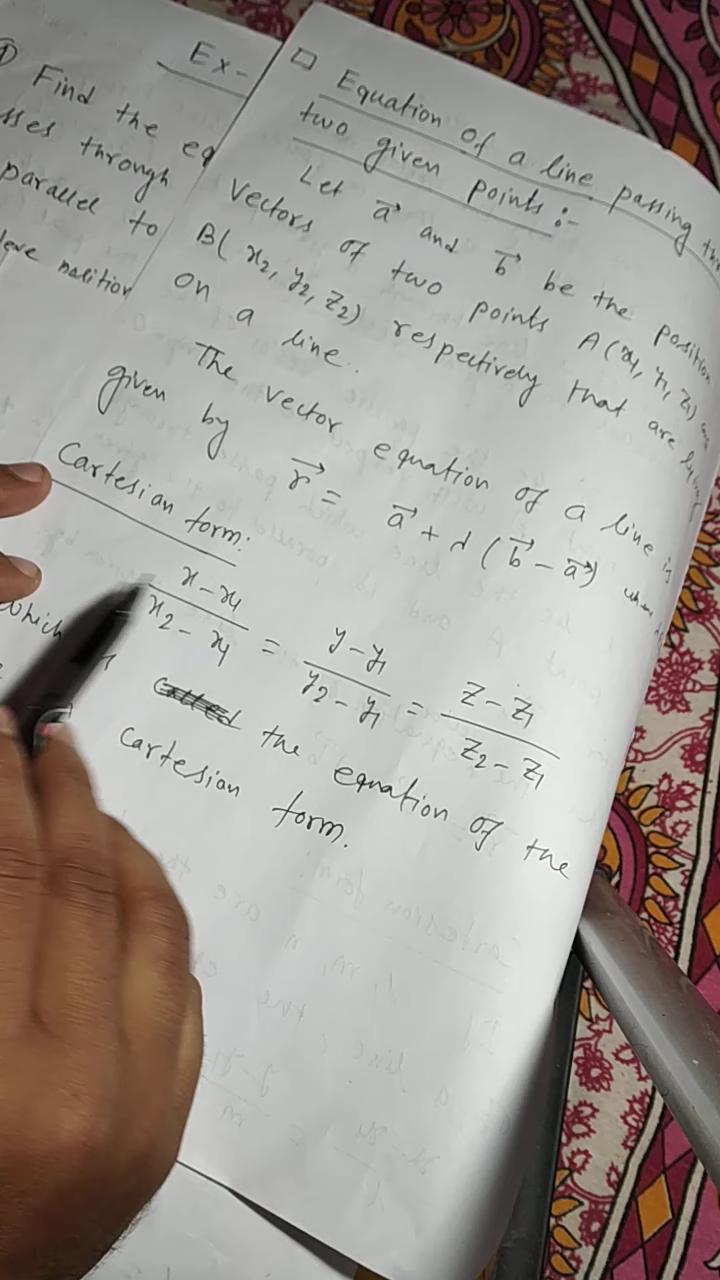 Ex-
① Find the eq
sses through
parallel to
position
which
□ Equation of a line passing
two given points :-
Let a⃗ and b⃗ be the position
vectors of two points A(x₁, y₁, z₁)
B(x₂, y₂, z₂) respectively that are lying
on a line..
The vector equation of a line is
given by r⃗ = a⃗ + λ(b⃗ - a⃗)
Cartesian form:
(x - x₁)/(x₂ - x₁) = (y - y₁)/(y₂ - y₁) = (z - z₁)/(z₂ - z₁)
the equation of the
cartesian form.